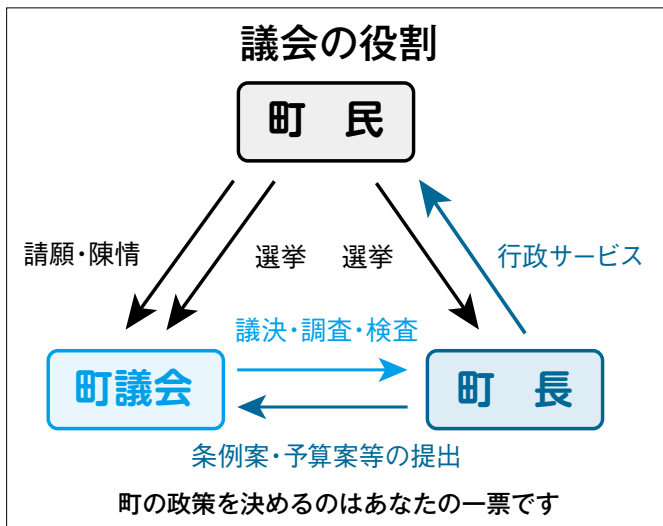 議会の役割
町　民
請願・陳情
選挙
選挙
行政サービス
議決・調査・検査
町議会
町　長
条例案・予算案等の提出
町の政策を決めるのはあなたの一票です